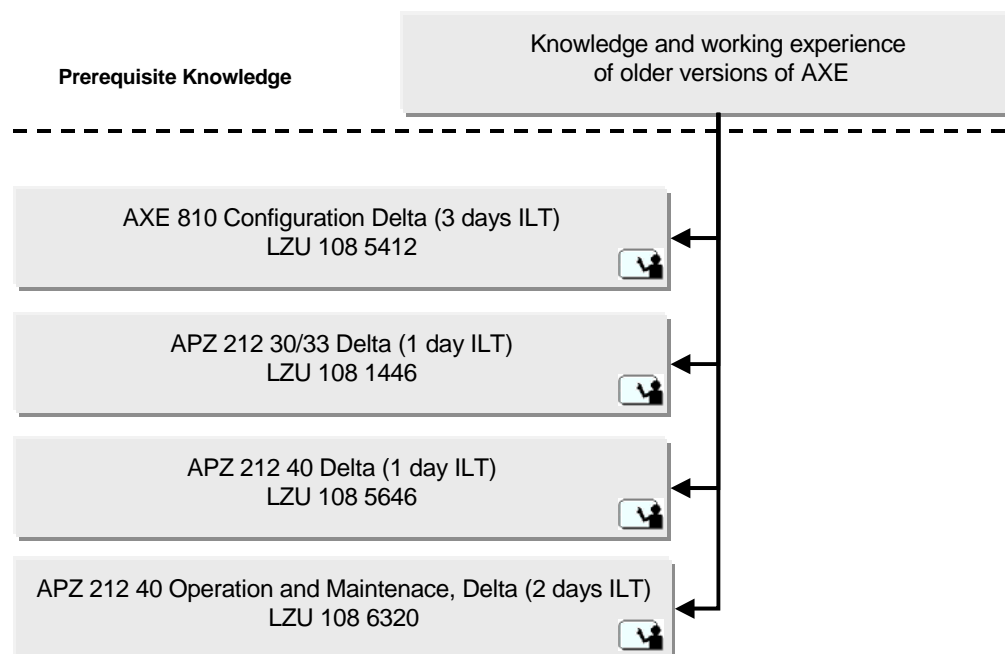 Knowledge and working experience
of older versions of AXE
Prerequisite Knowledge
AXE 810 Configuration Delta (3 days ILT)
LZU 108 5412
APZ 212 30/33 Delta (1 day ILT)
LZU 108 1446
APZ 212 40 Delta (1 day ILT)
LZU 108 5646
APZ 212 40 Operation and Maintenace, Delta (2 days ILT)
LZU 108 6320